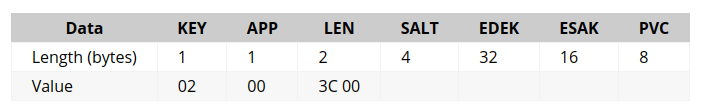 Data KEY APP LEN SALT EDEK ESAK PVC
Length (bytes) 1 1 2 4 32 16 8
Value 02 00 3C 00